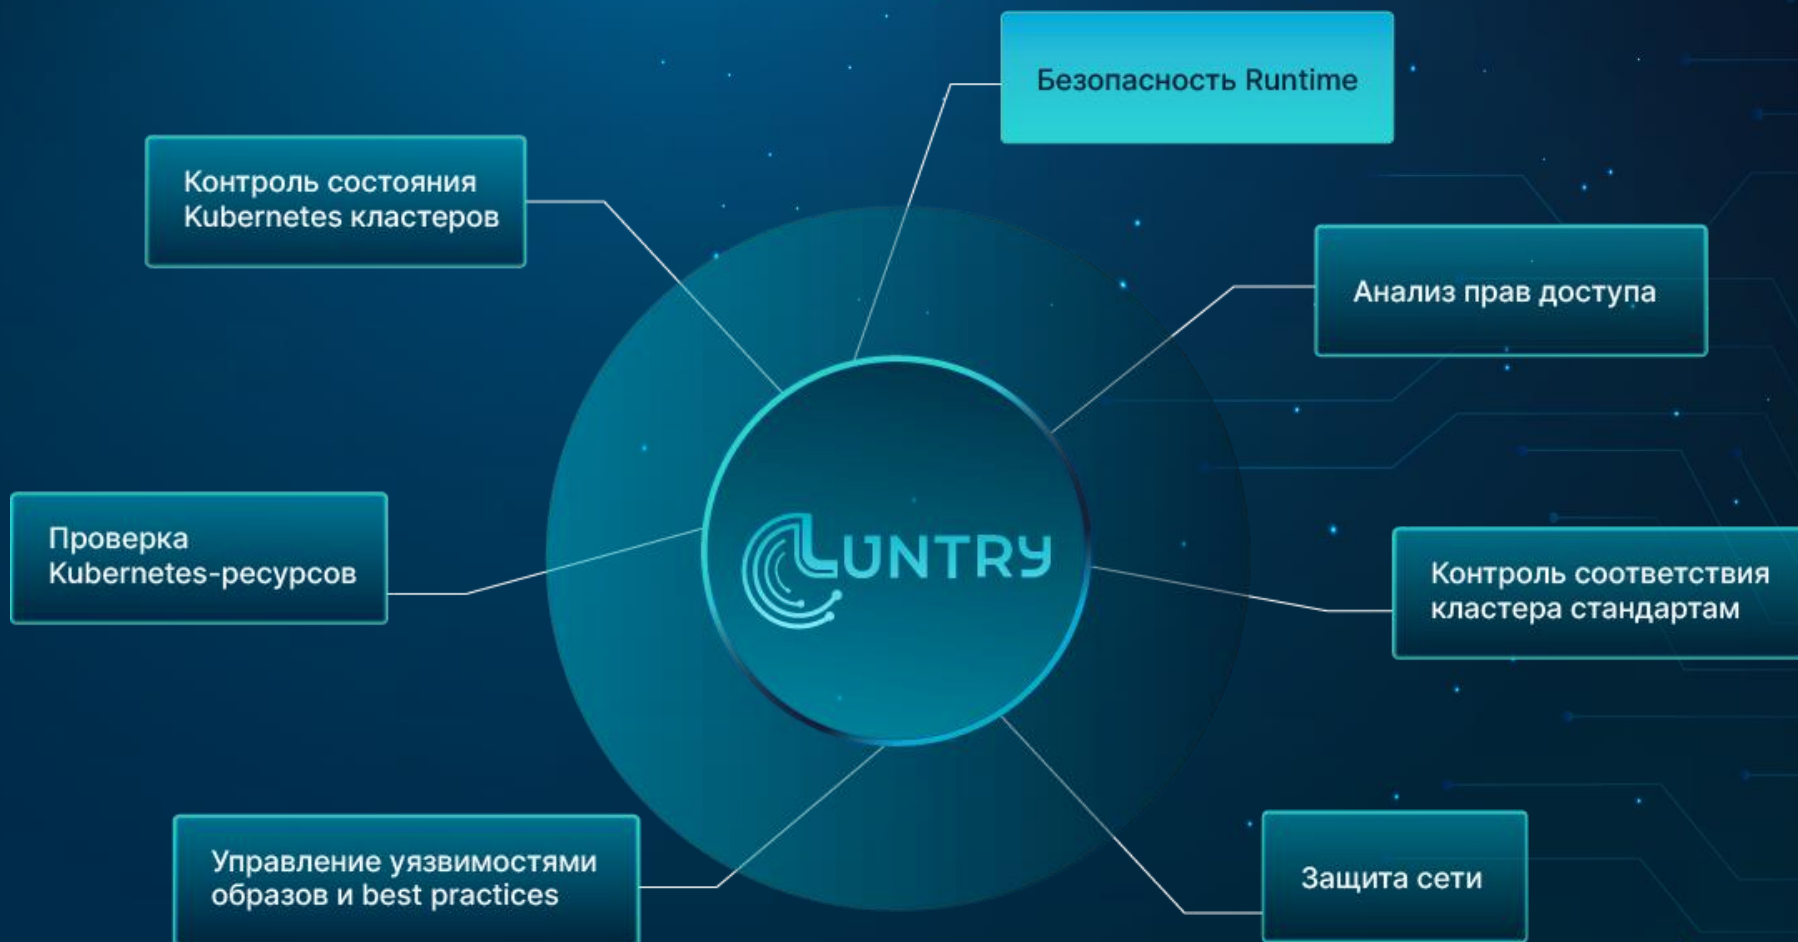 Безопасность Runtime
Контроль состояния
Kubernetes кластеров
Анализ прав доступа
LUNTRY
Проверка
Kubernetes-ресурсов
Контроль соответствия
кластера стандартам
Управление уязвимостями
образов и best practices
Защита сети